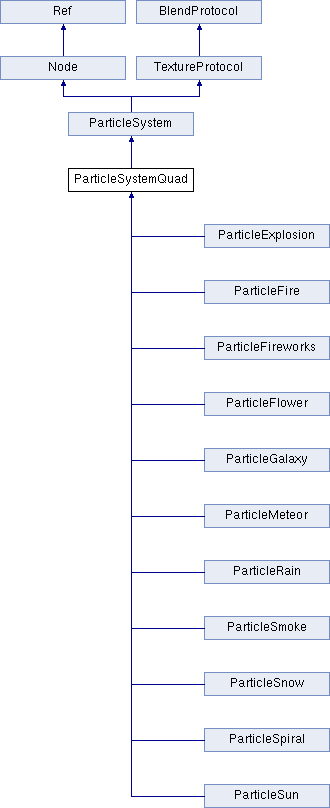 Ref
BlendProtocol
Node
TextureProtocol
ParticleSystem
ParticleSystemQuad
ParticleExplosion
ParticleFire
ParticleFireworks
ParticleFlower
ParticleGalaxy
ParticleMeteor
ParticleRain
ParticleSmoke
ParticleSnow
ParticleSpiral
ParticleSun